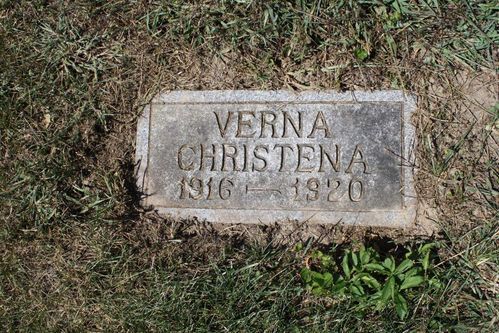 VERNA
CHRISTENA
1916 — 1920